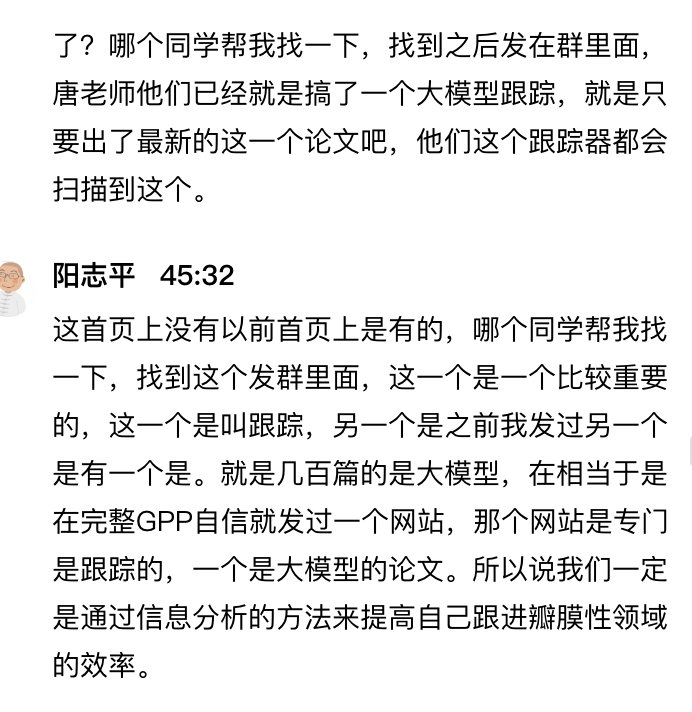 了？哪个同学帮我找一下，找到之后发在群里面，
唐老师他们已经就是搞了一个大模型跟踪，就是只
要出了最新的这一个论文吧，他们这个跟踪器都会
扫描到这个。
阳志平 45:32
这首页上没有以前首页上是有的，哪个同学帮我找
一下，找到这个发群里面，这一个是一个比较重要
的，这一个是叫跟踪，另一个是之前我发过另一个
是有一个是。就是几百篇的是大模型，在相当于是
在完整GPP自信就发过一个网站，那个网站是专门
是跟踪的，一个是大模型的论文。所以说我们一定
是通过信息分析的方法来提高自己跟进瓣膜性领域
的效率。